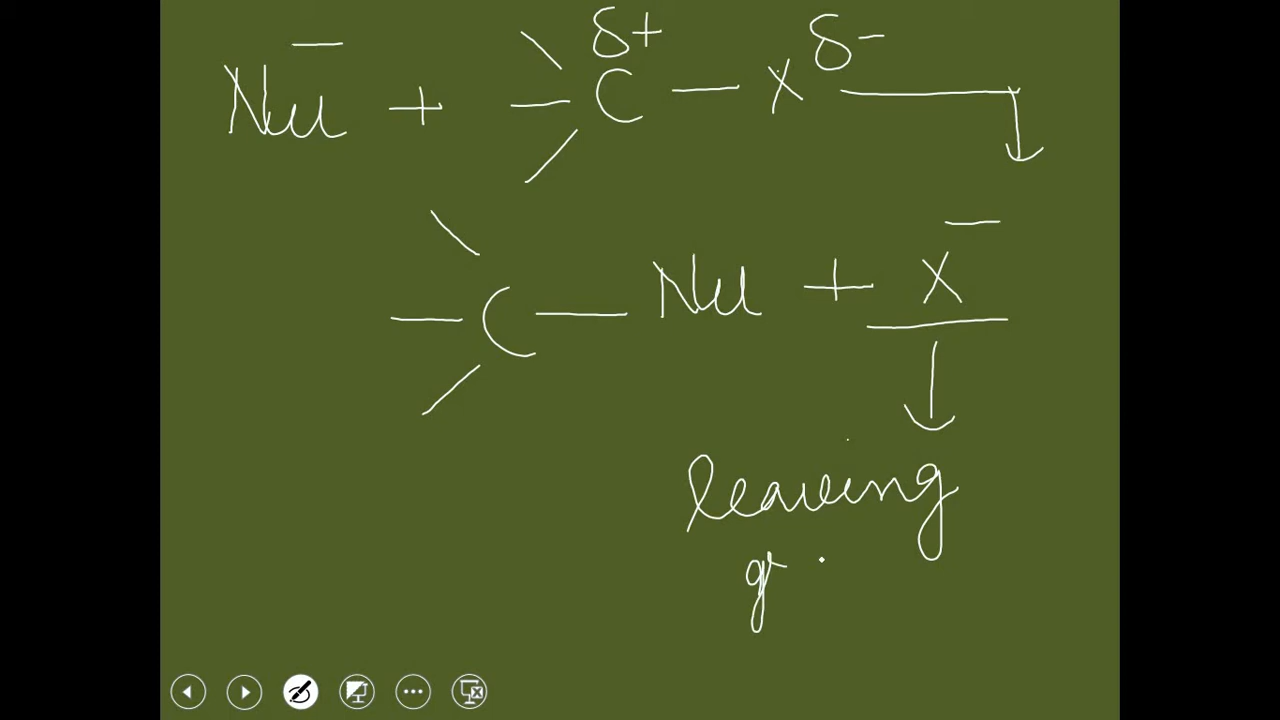 Nu⁻ + C^δ+ — X^δ- →
C — Nu + X⁻
leaving
gr